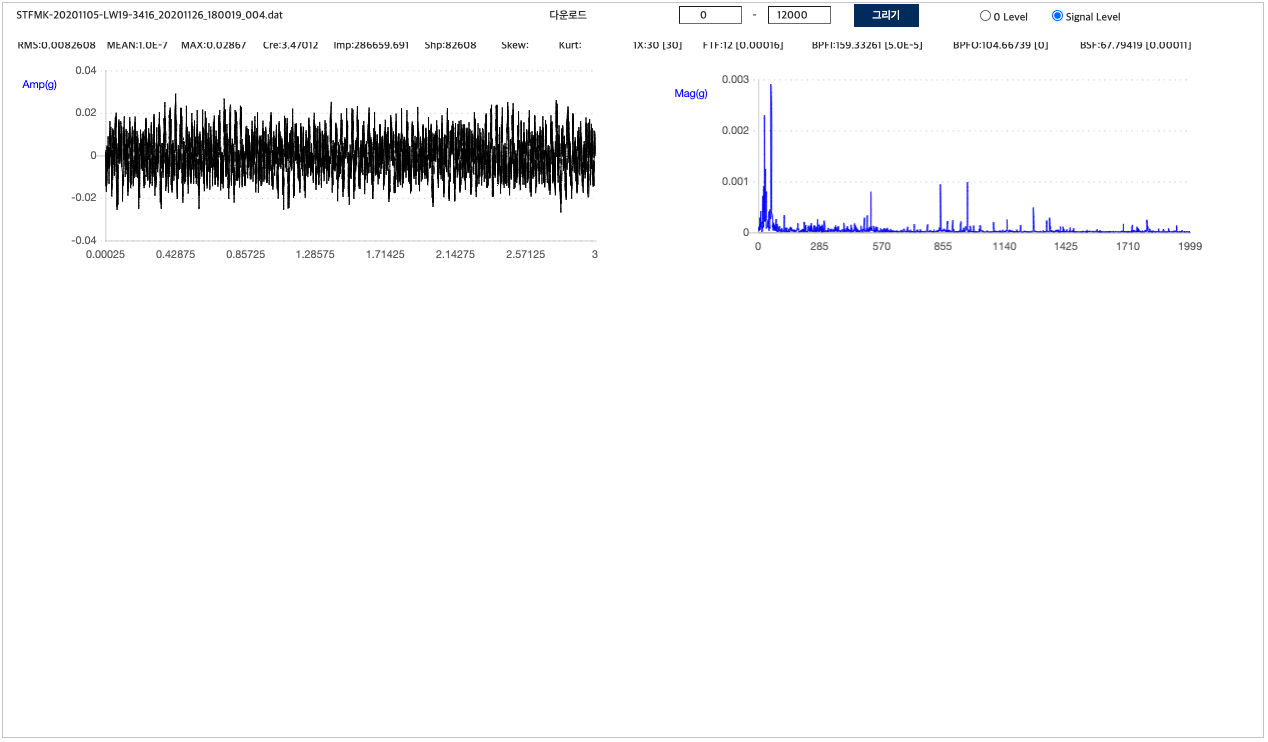 STFMK-20201105-LW19-3416_20201126_180019_004.dat 다운로드 0 - 12000 그리기 0 Level Signal Level
RMS:0.0082608 MEAN:1.0E-7 MAX:0.02867 Cre:3.47012 Imp:286659.691 Shp:82608 Skew: Kurt: 1X:30 [30] FTF:12 [0.00016] BPFI:159.33261 [5.0E-5] BPFO:104.66739 [0] BSF:67.79419 [0.00011]
Amp(g)
0.04
0.02
0
-0.02
-0.04
0.00025 0.42875 0.85725 1.28575 1.71425 2.14275 2.57125 3
Mag(g)
0.003
0.002
0.001
0
0 285 570 855 1140 1425 1710 1999